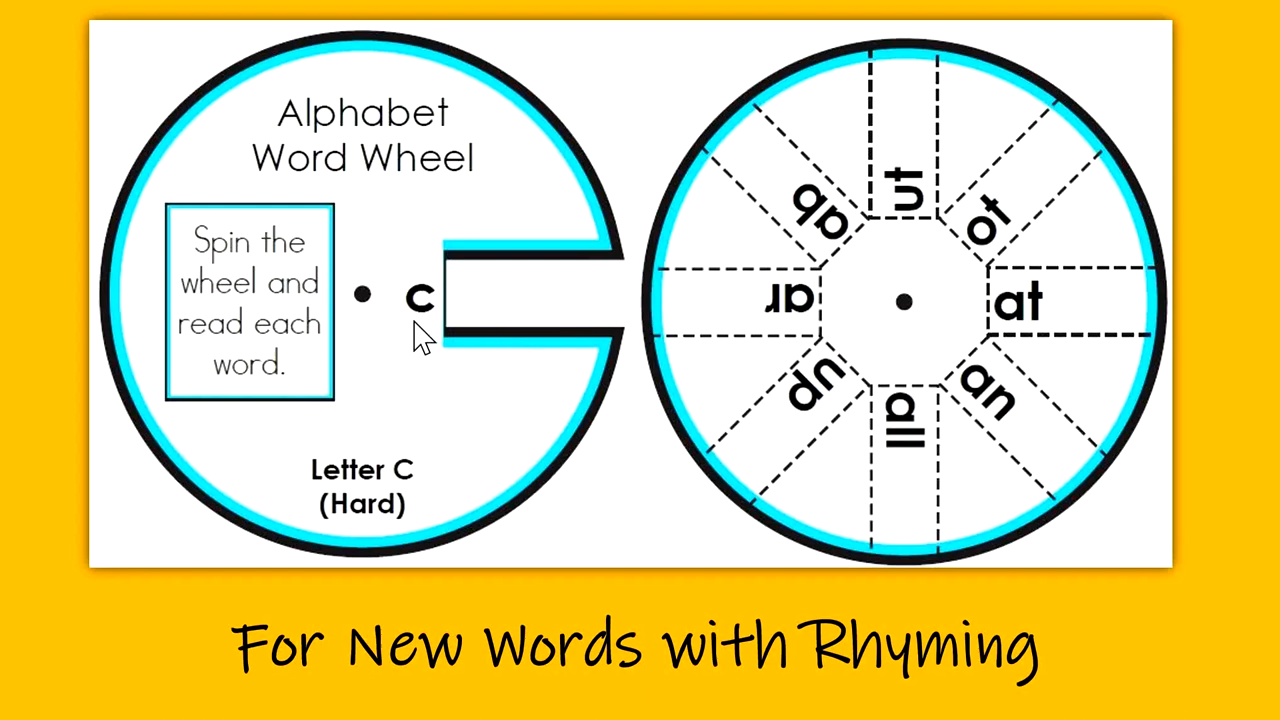 Alphabet
Word Wheel
Spin the
wheel and
read each
word.
c
Letter C
(Hard)
ut
ot
at
an
all
up
ar
ab
For New Words with Rhyming